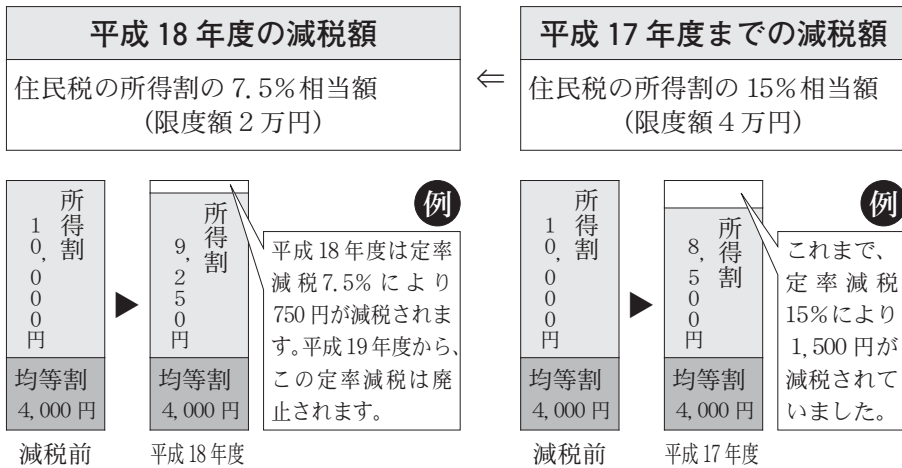 平成18年度の減税額
住民税の所得割の7.5%相当額
(限度額2万円)
⇐
平成17年度までの減税額
住民税の所得割の15%相当額
(限度額4万円)
所得割
10,000円
均等割
4,000円
減税前
▶
所得割
9,250円
均等割
4,000円
平成18年度
例
平成18年度は定率
減税7.5%により
750円が減税されま
す。平成19年度から、
この定率減税は廃
止されます。
所得割
10,000円
均等割
4,000円
減税前
▶
所得割
8,500円
均等割
4,000円
平成17年度
例
これまで、
定率減税
15%により
1,500円が
減税されて
いました。